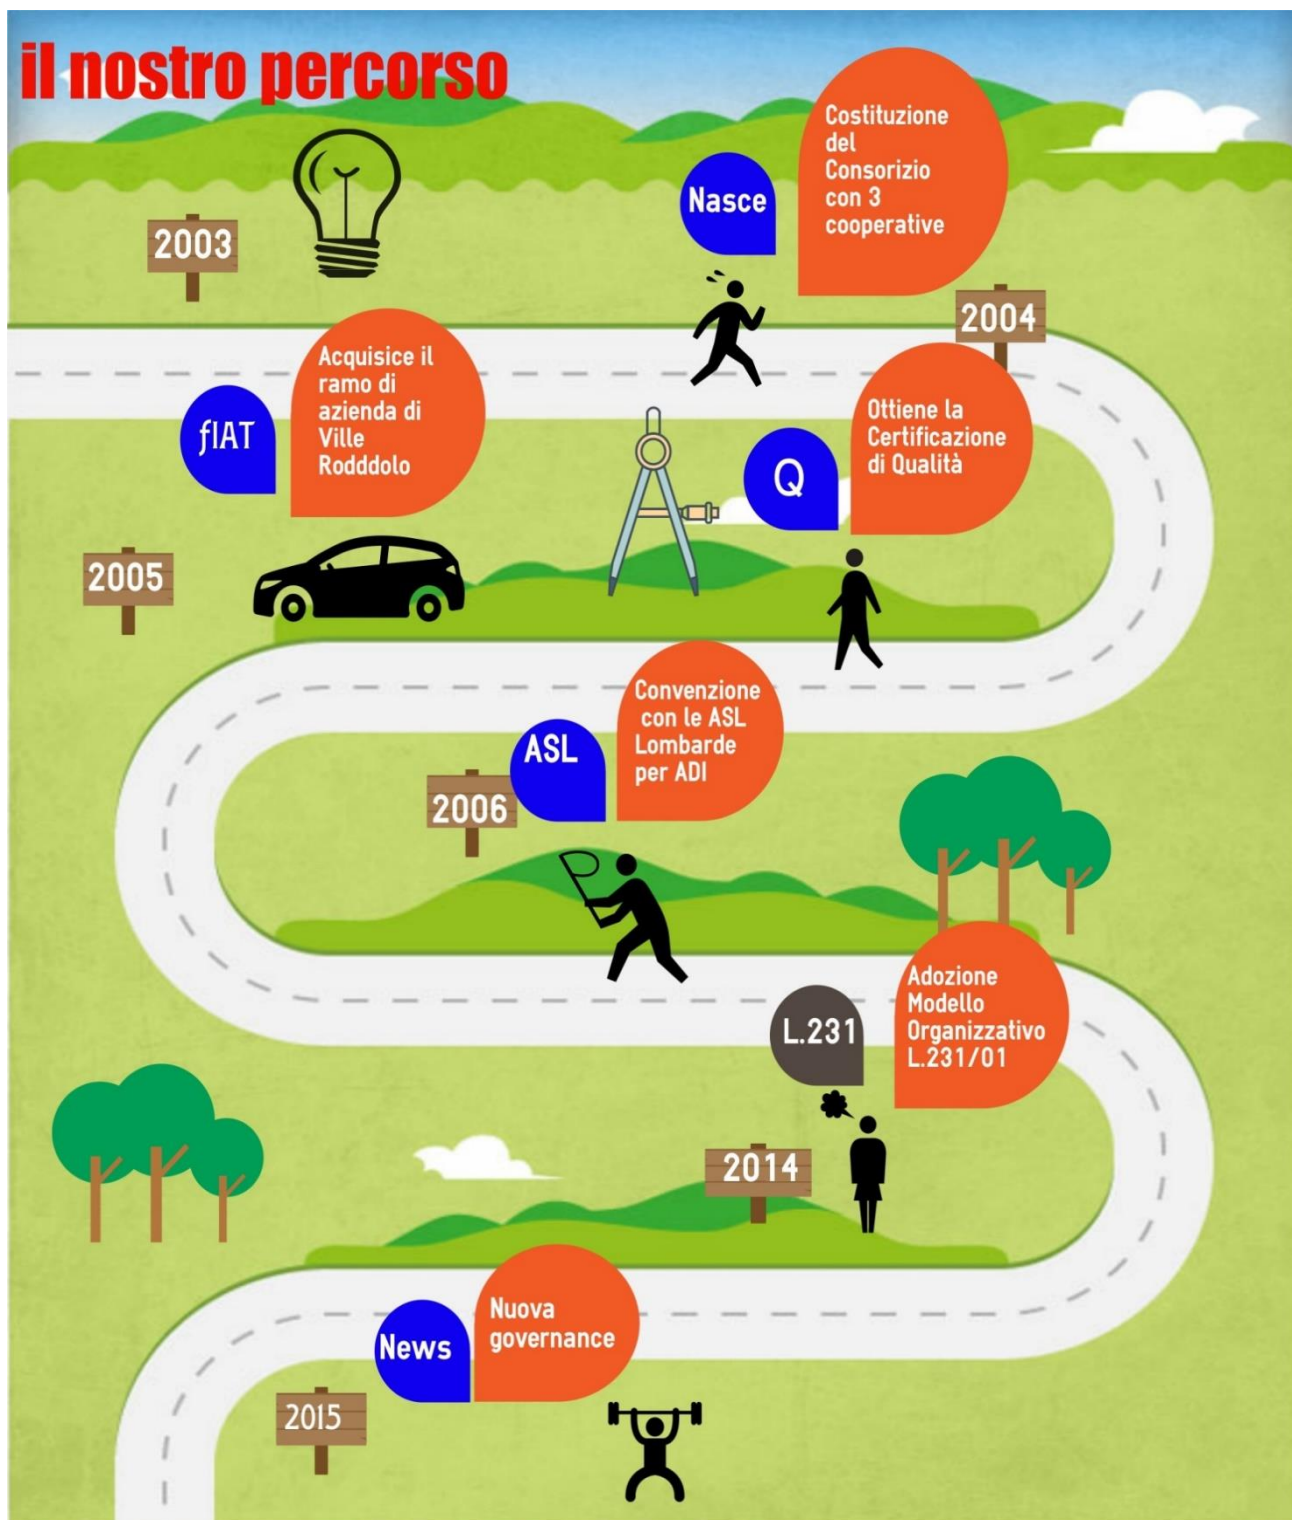 il nostro percorso
2003
Nasce
Costituzione
del
Consorizio
con 3
cooperative
2004
Q
Ottiene la
Certificazione
di Qualità
fIAT
Acquisice il
ramo di
azienda di
Ville
Rodddolo
2005
ASL
Convenzione
con le ASL
Lombarde
per ADI
2006
L.231
Adozione
Modello
Organizzativo
L.231/01
2014
News
Nuova
governance
2015